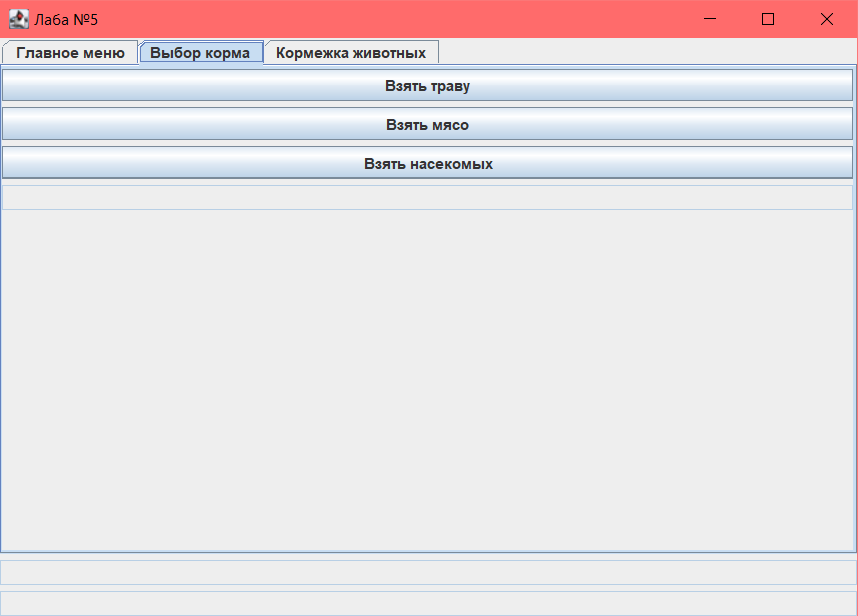 Лаба №5
Главное меню Выбор корма Кормежка животных
Взять траву
Взять мясо
Взять насекомых